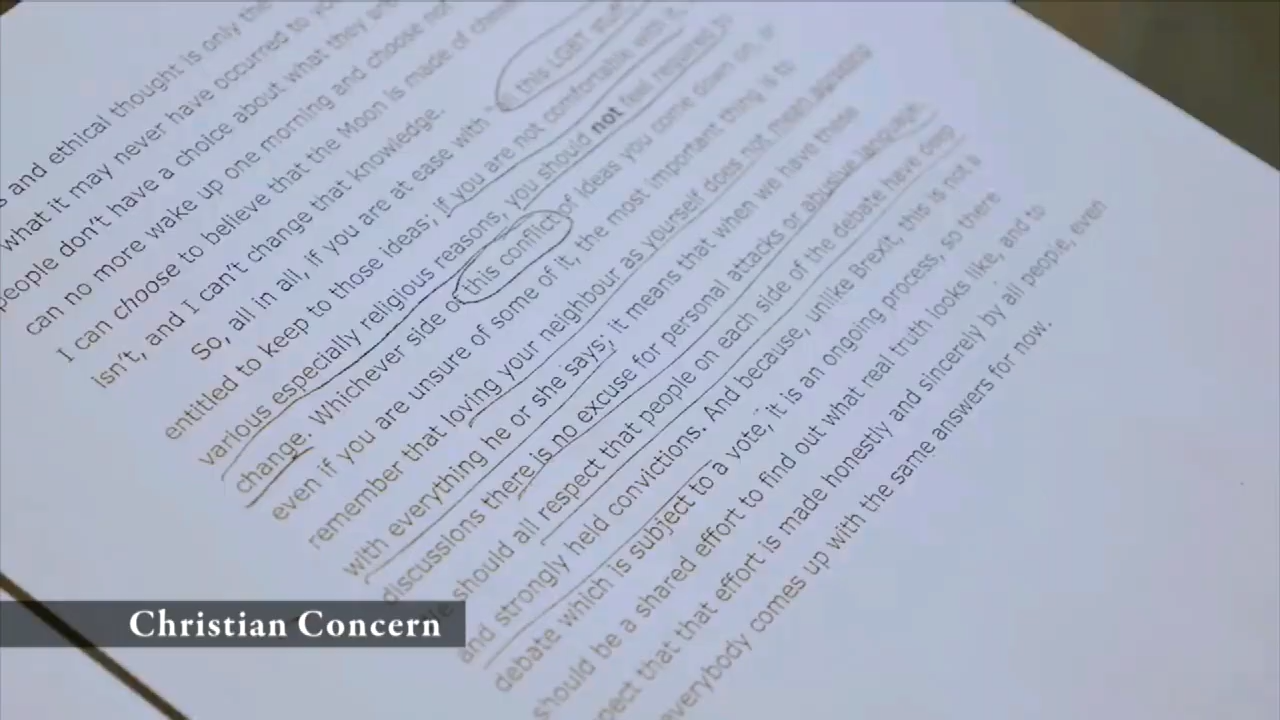 s and ethical thought is only the
what it may never have occurred to yo
people don't have a choice about what they are
can no more wake up one morning and choose not
I can choose to believe that the Moon is made of chees
isn't, and I can't change that knowledge.
So, all in all, if you are at ease with 'all this LGBT stuff'
entitled to keep to those ideas; if you are not comfortable with it
various especially religious reasons, you should not feel required to
change. Whichever side of this conflict of ideas you come down on, or
even if you are unsure of some of it, the most important thing is to
remember that loving your neighbour as yourself does not mean agreeing
with everything he or she says; it means that when we have these
discussions there is no excuse for personal attacks or abusive language.
We should all respect that people on each side of the debate have deep
and strongly held convictions. And because, unlike Brexit, this is not a
debate which is subject to a vote, it is an ongoing process, so there
should be a shared effort to find out what real truth looks like, and to
pect that that effort is made honestly and sincerely by all people, even
verybody comes up with the same answers for now.
Christian Concern